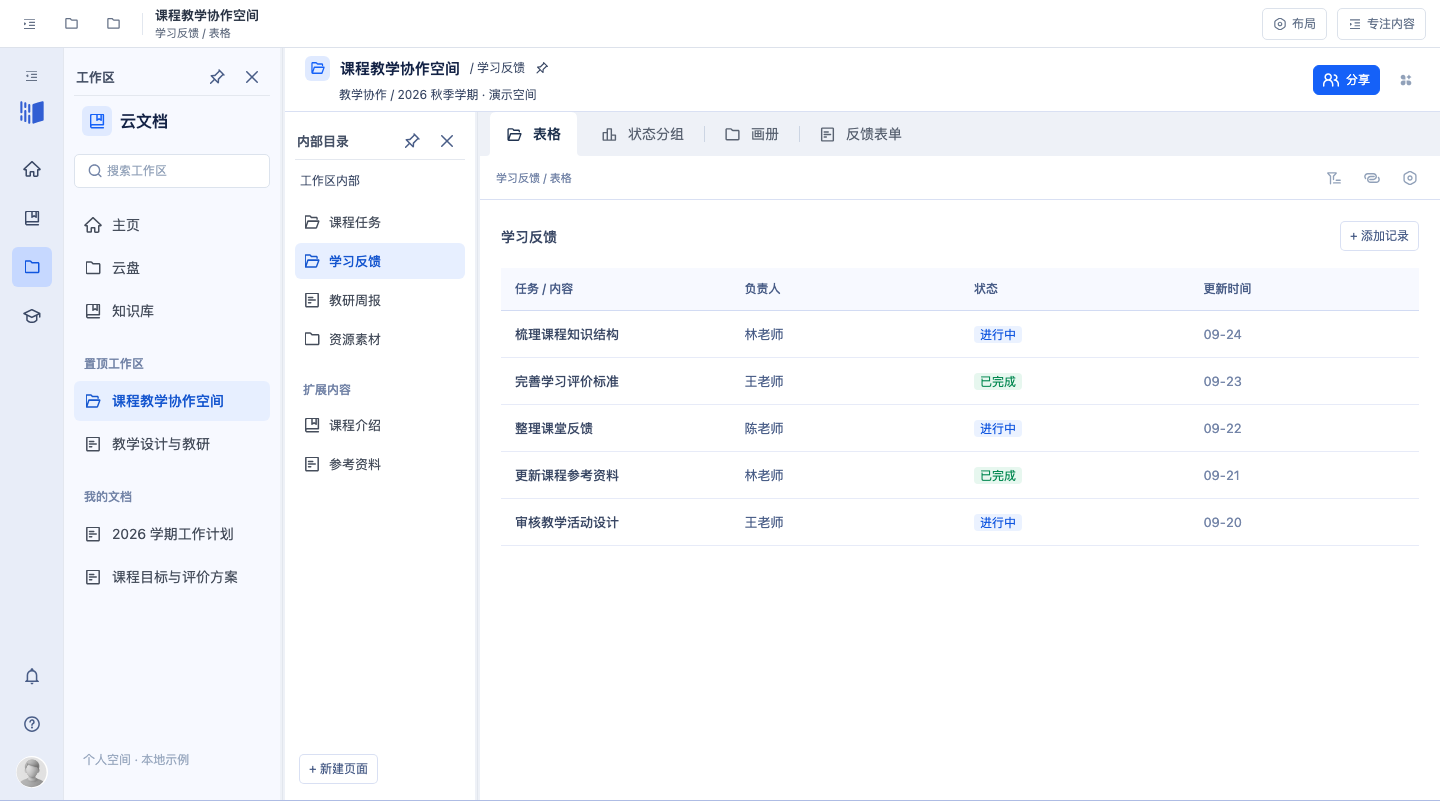 课程教学协作空间
学习反馈 / 表格
布局
专注内容
工作区
云文档
搜索工作区
主页
云盘
知识库
置顶工作区
课程教学协作空间
教学设计与教研
我的文档
2026 学期工作计划
课程目标与评价方案
个人空间 · 本地示例
课程教学协作空间 / 学习反馈
教学协作 / 2026 秋季学期 · 演示空间
分享
内部目录
工作区内部
课程任务
学习反馈
教研周报
资源素材
扩展内容
课程介绍
参考资料
+ 新建页面
表格 状态分组 画册 反馈表单
学习反馈 / 表格
学习反馈
+ 添加记录
任务 / 内容 负责人 状态 更新时间
梳理课程知识结构 林老师 进行中 09-24
完善学习评价标准 王老师 已完成 09-23
整理课堂反馈 陈老师 进行中 09-22
更新课程参考资料 林老师 已完成 09-21
审核教学活动设计 王老师 进行中 09-20